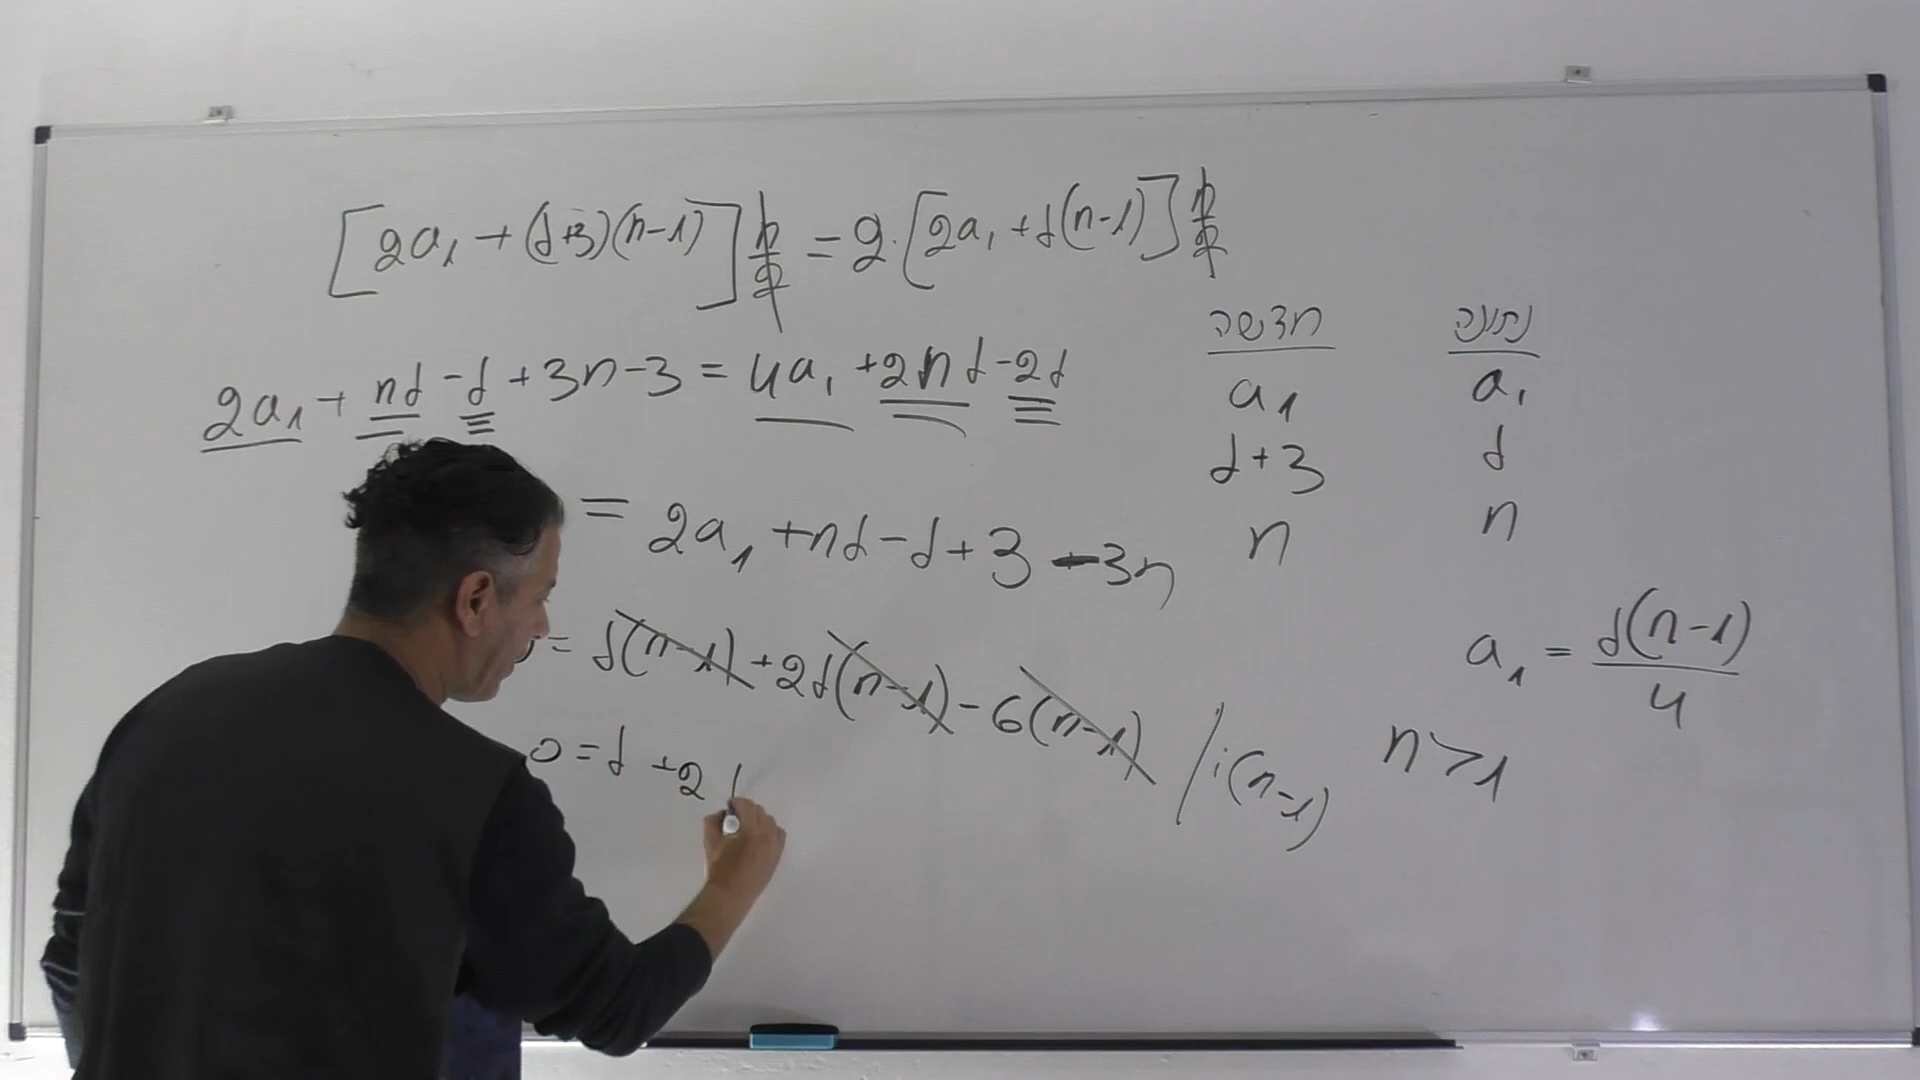 [2a₁ + (d+3)(n-1)] n/2 = 2·[2a₁ + d(n-1)] n/2
2a₁ + nd - d + 3n - 3 = 4a₁ + 2nd - 2d
= 2a₁ + nd - d + 3 - 3n
= d(n-1) + 2d(n-1) - 6(n-1) / :(n-1)
0 = d + 2
חדשה נתונה
a₁ a₁
d+3 d
n n
a₁ = d(n-1)/4
n>1